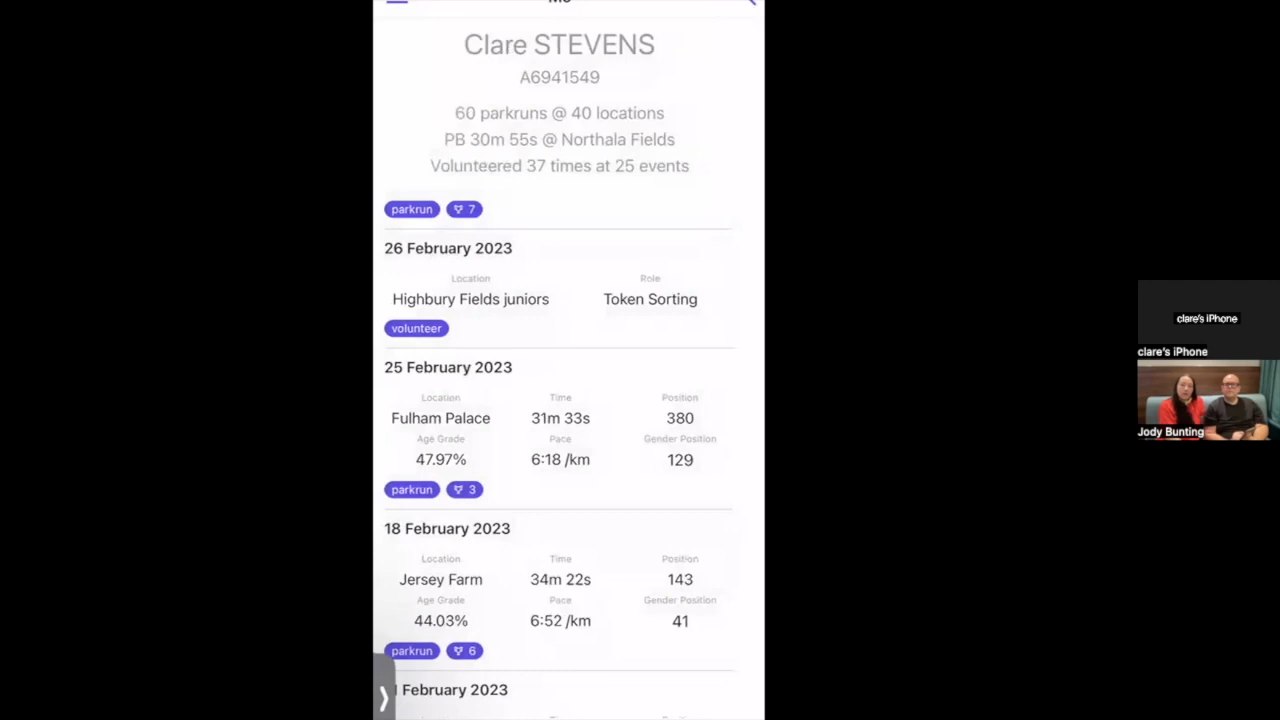 Clare STEVENS
A6941549
60 parkruns @ 40 locations
PB 30m 55s @ Northala Fields
Volunteered 37 times at 25 events
parkrun 7
26 February 2023
Location Role
Highbury Fields juniors Token Sorting
volunteer
25 February 2023
Location Time Position
Fulham Palace 31m 33s 380
Age Grade Pace Gender Position
47.97% 6:18 /km 129
parkrun 3
18 February 2023
Location Time Position
Jersey Farm 34m 22s 143
Age Grade Pace Gender Position
44.03% 6:52 /km 41
parkrun 6
February 2023
clare's iPhone
clare's iPhone
Jody Bunting